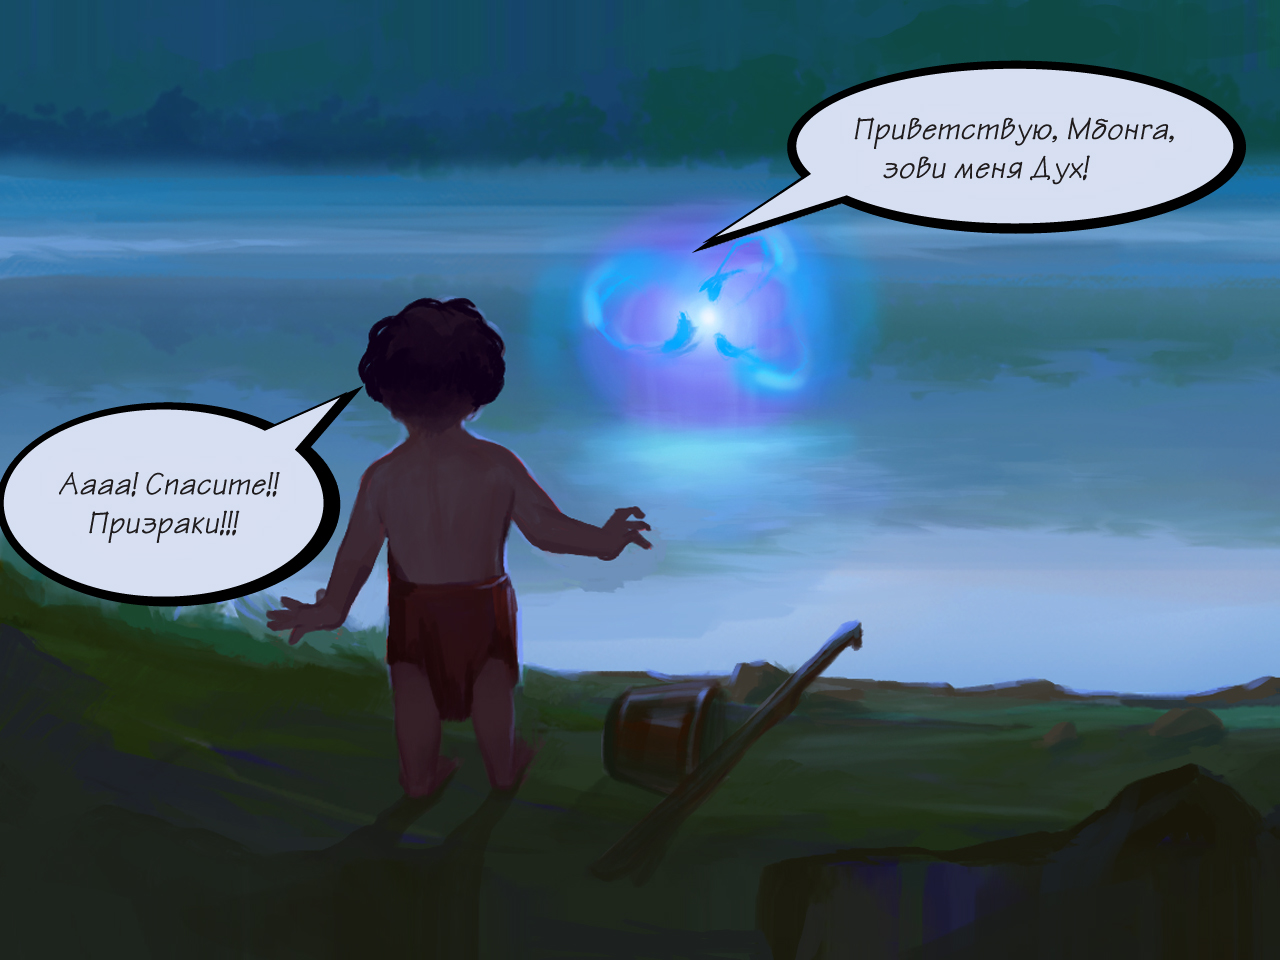 Приветствую, Мбонга,
зови меня Дух!
Аааа! Спасите!!
Призраки!!!